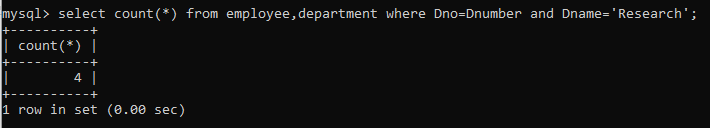 mysql> select count(*) from employee,department where Dno=Dnumber and Dname='Research';
+----------+
| count(*) |
+----------+
|        4 |
+----------+
1 row in set (0.00 sec)